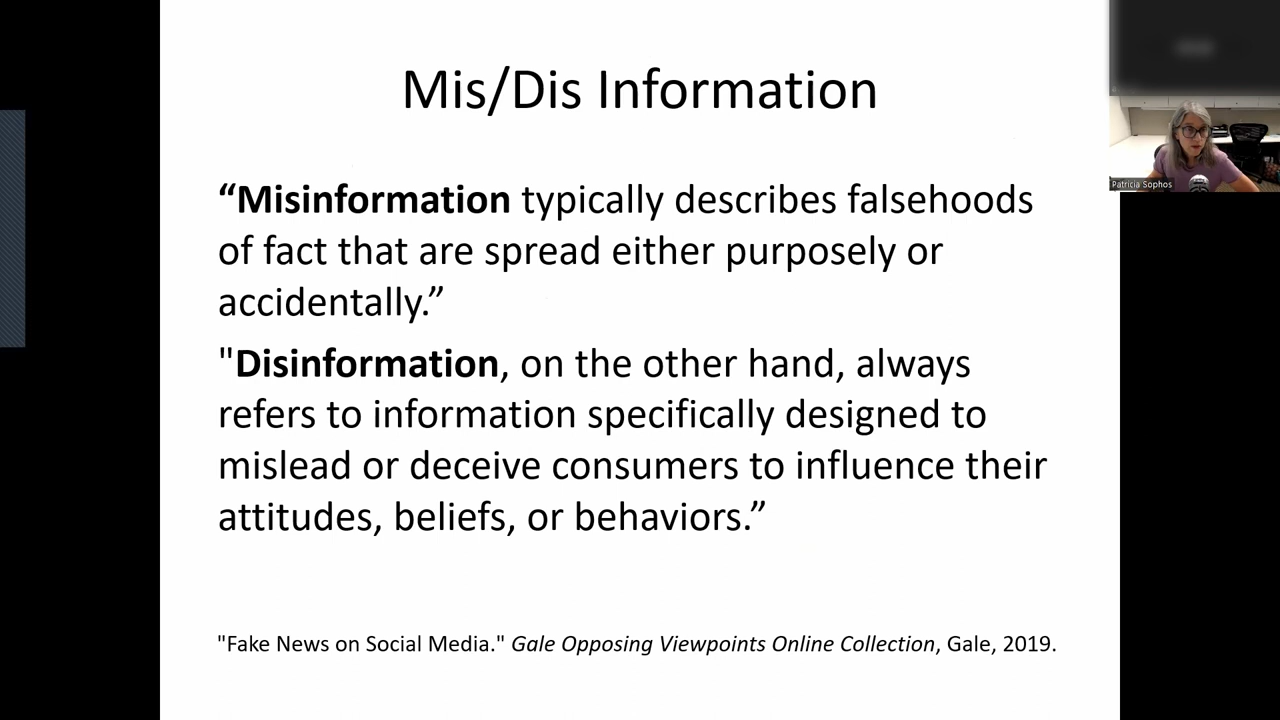 Mis/Dis Information
“Misinformation typically describes falsehoods
of fact that are spread either purposely or
accidentally.”
"Disinformation, on the other hand, always
refers to information specifically designed to
mislead or deceive consumers to influence their
attitudes, beliefs, or behaviors.”
"Fake News on Social Media." Gale Opposing Viewpoints Online Collection, Gale, 2019.
Patricia Sophos